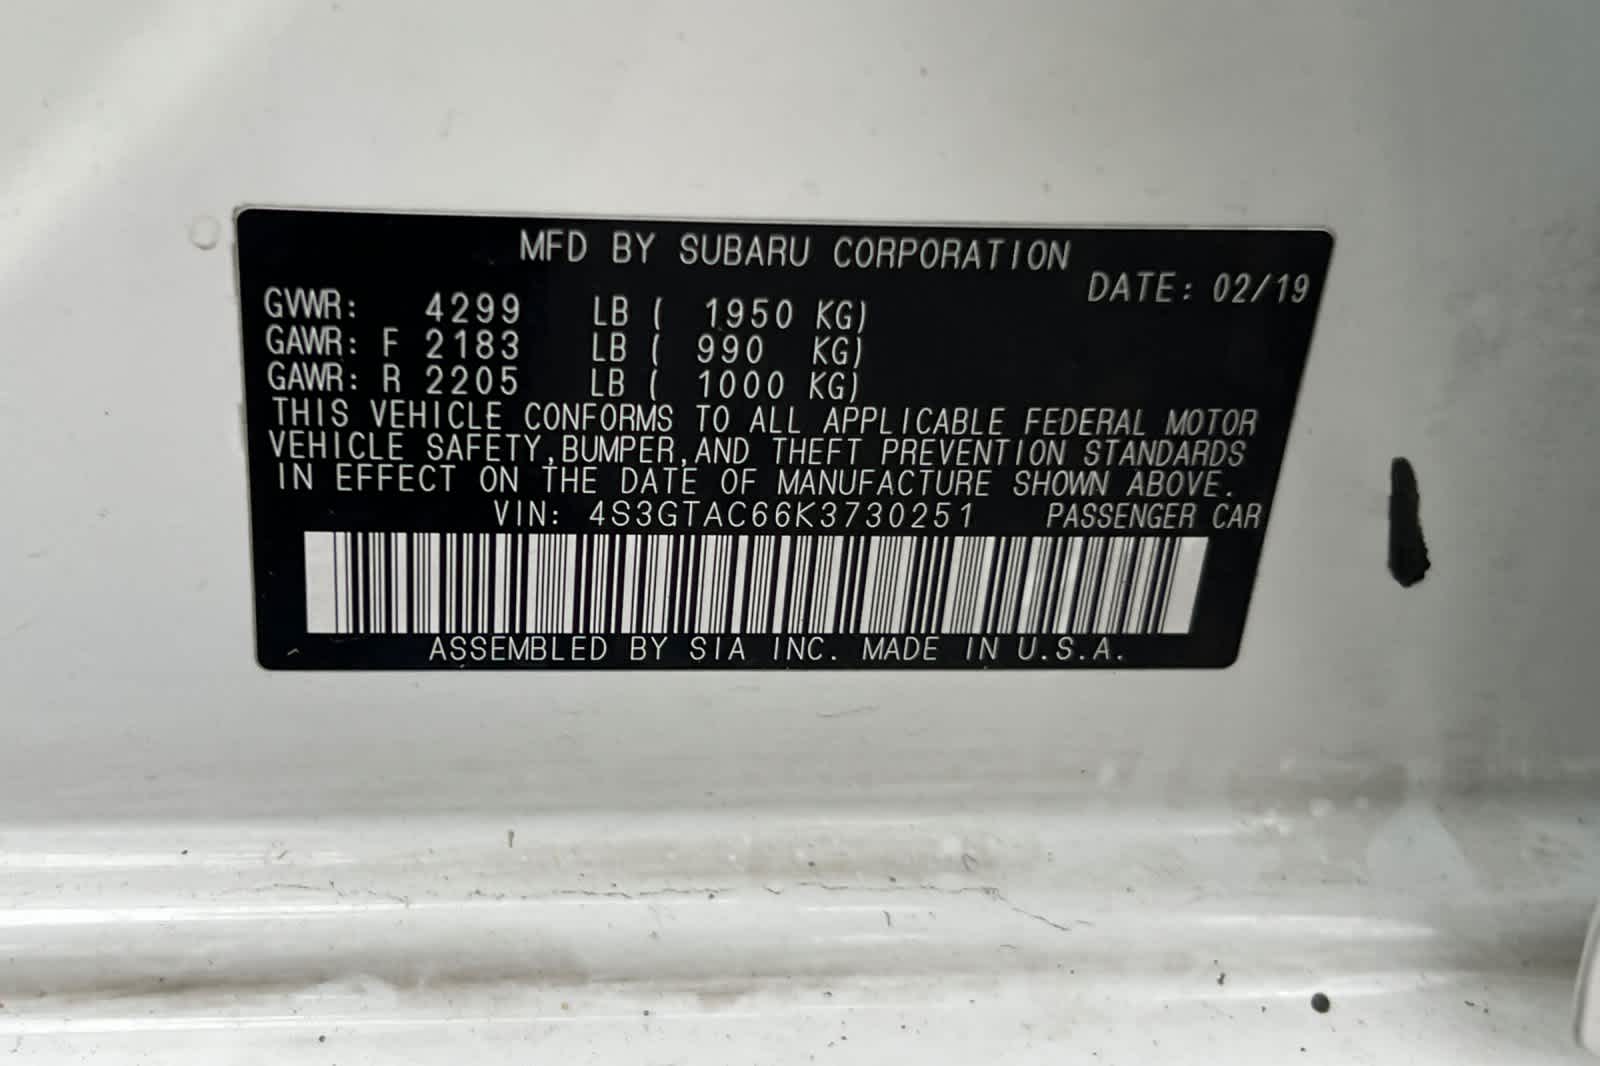 MFD BY SUBARU CORPORATION
DATE: 02/19
GVWR: 4299 LB ( 1950 KG)
GAWR: F 2183 LB ( 990 KG)
GAWR: R 2205 LB ( 1000 KG)
THIS VEHICLE CONFORMS TO ALL APPLICABLE FEDERAL MOTOR
VEHICLE SAFETY,BUMPER,AND THEFT PREVENTION STANDARDS
IN EFFECT ON THE DATE OF MANUFACTURE SHOWN ABOVE.
VIN: 4S3GTAC66K3730251 PASSENGER CAR
ASSEMBLED BY SIA INC. MADE IN U.S.A.